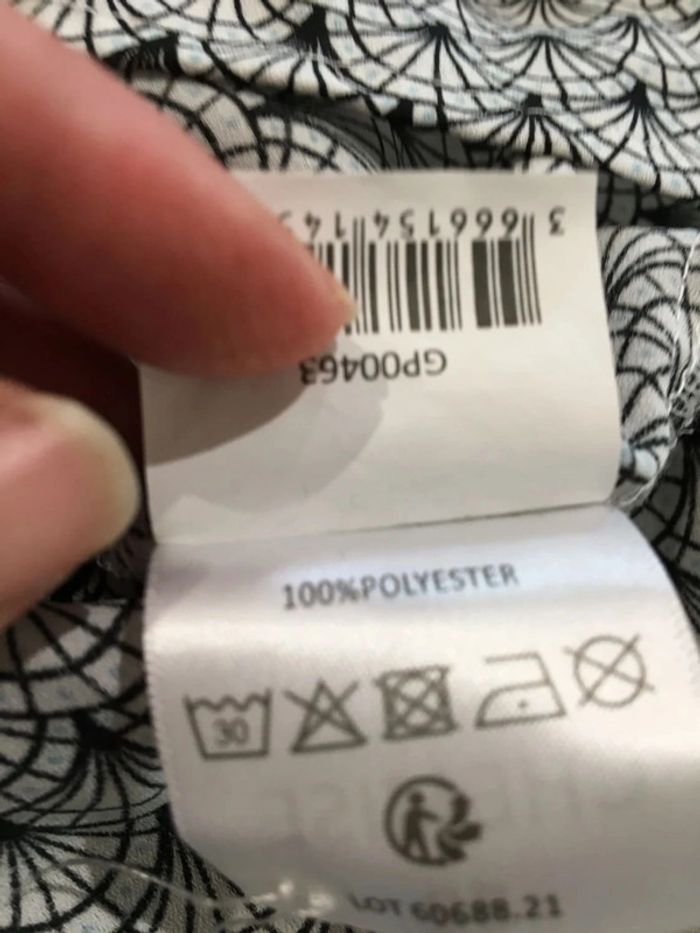 3 666154 14
GP00463
100%POLYESTER
30
LOT 60688.21